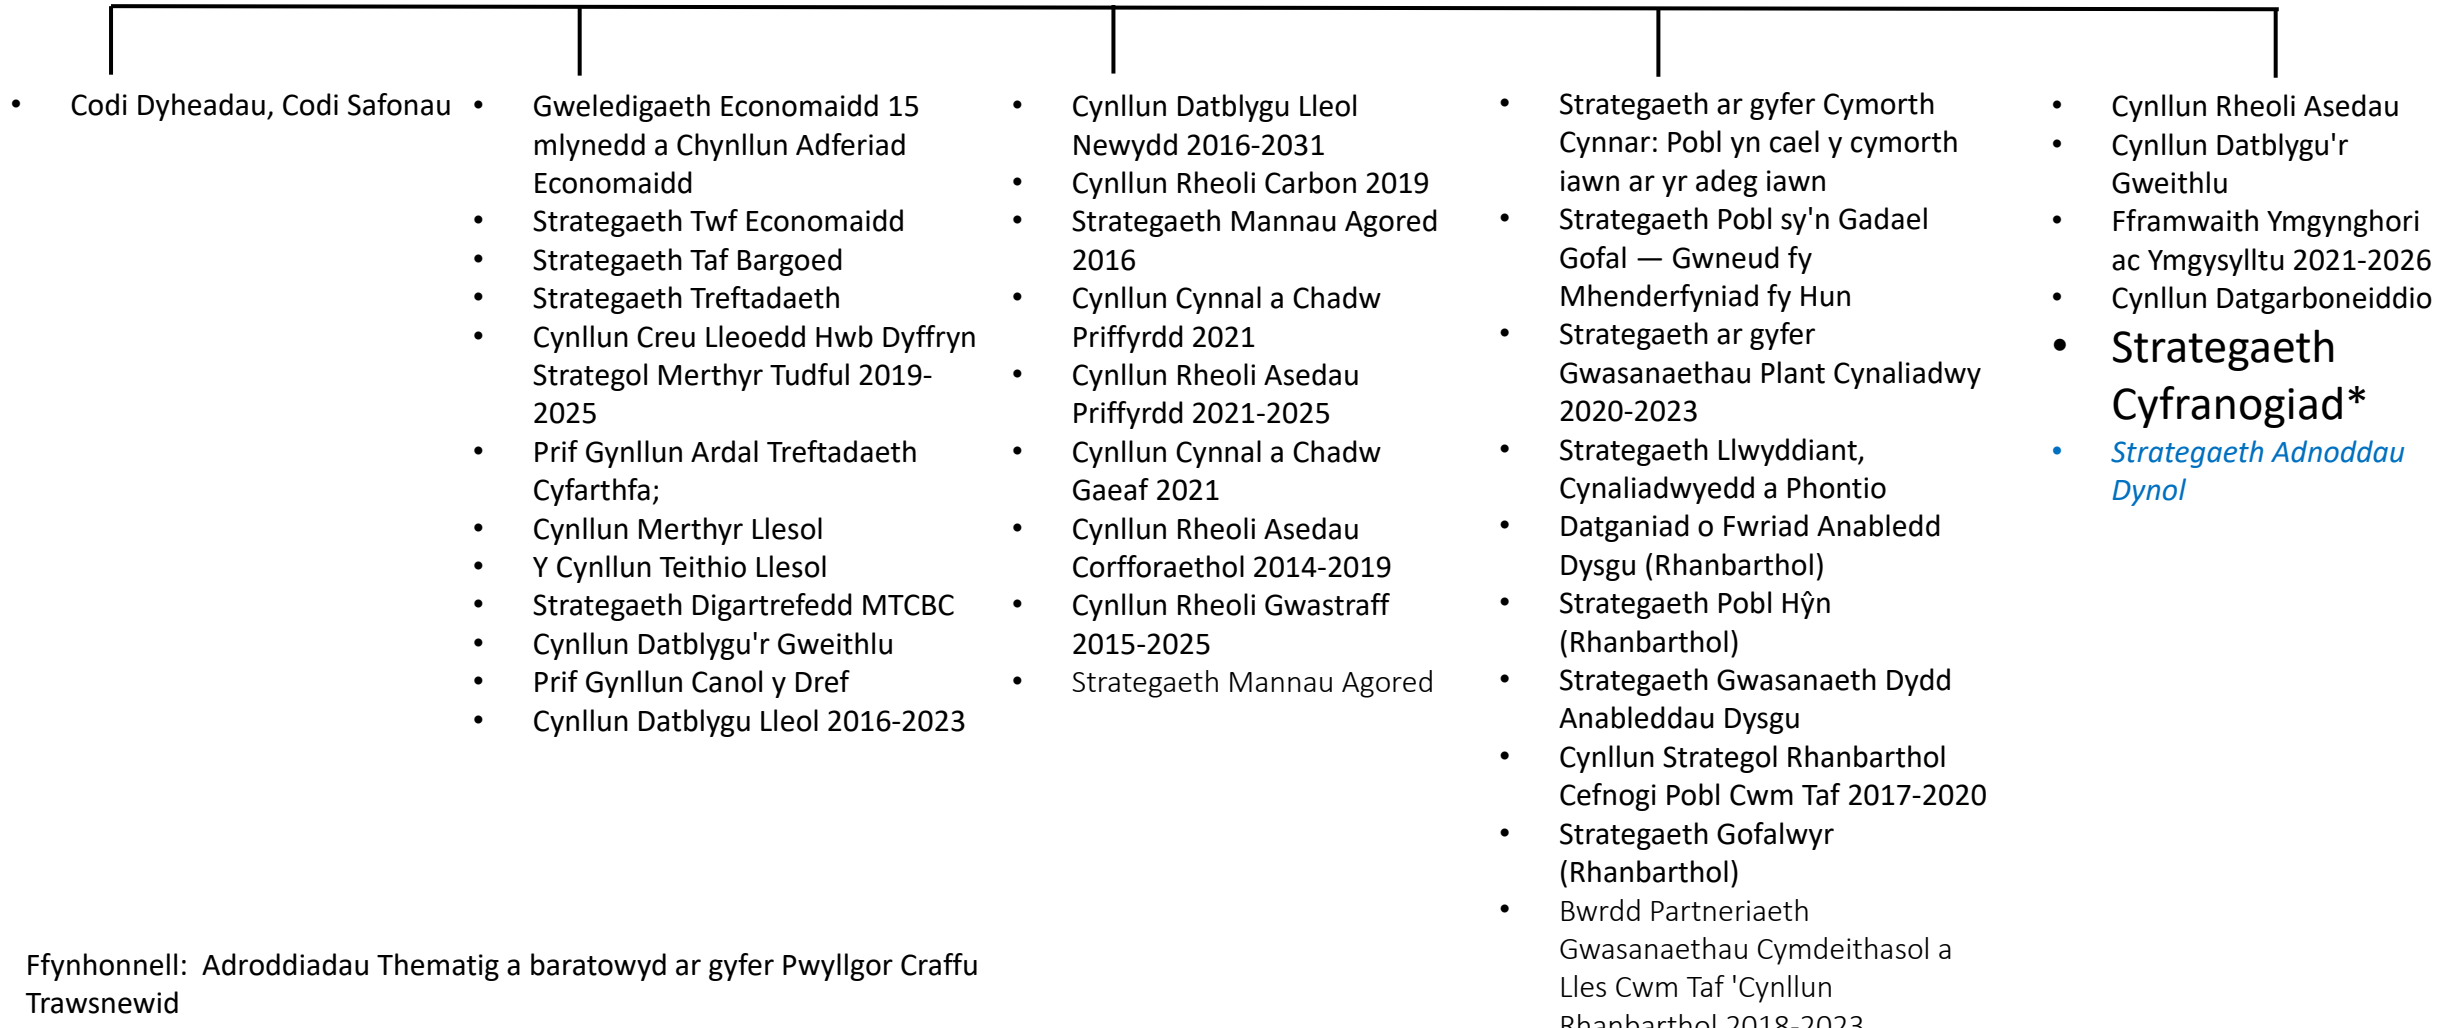 • Codi Dyheadau, Codi Safonau
• Gweledigaeth Economaidd 15
mlynedd a Chynllun Adferiad
Economaidd
• Strategaeth Twf Economaidd
• Strategaeth Taf Bargoed
• Strategaeth Treftadaeth
• Cynllun Creu Lleoedd Hwb Dyffryn
Strategol Merthyr Tudful 2019-
2025
• Prif Gynllun Ardal Treftadaeth
Cyfarthfa;
• Cynllun Merthyr Llesol
• Y Cynllun Teithio Llesol
• Strategaeth Digartrefedd MTCBC
• Cynllun Datblygu'r Gweithlu
• Prif Gynllun Canol y Dref
• Cynllun Datblygu Lleol 2016-2023
• Cynllun Datblygu Lleol
Newydd 2016-2031
• Cynllun Rheoli Carbon 2019
• Strategaeth Mannau Agored
2016
• Cynllun Cynnal a Chadw
Priffyrdd 2021
• Cynllun Rheoli Asedau
Priffyrdd 2021-2025
• Cynllun Cynnal a Chadw
Gaeaf 2021
• Cynllun Rheoli Asedau
Corfforaethol 2014-2019
• Cynllun Rheoli Gwastraff
2015-2025
• Strategaeth Mannau Agored
• Strategaeth ar gyfer Cymorth
Cynnar: Pobl yn cael y cymorth
iawn ar yr adeg iawn
• Strategaeth Pobl sy'n Gadael
Gofal — Gwneud fy
Mhenderfyniad fy Hun
• Strategaeth ar gyfer
Gwasanaethau Plant Cynaliadwy
2020-2023
• Strategaeth Llwyddiant,
Cynaliadwyedd a Phontio
• Datganiad o Fwriad Anabledd
Dysgu (Rhanbarthol)
• Strategaeth Pobl Hŷn
(Rhanbarthol)
• Strategaeth Gwasanaeth Dydd
Anableddau Dysgu
• Cynllun Strategol Rhanbarthol
Cefnogi Pobl Cwm Taf 2017-2020
• Strategaeth Gofalwyr
(Rhanbarthol)
• Bwrdd Partneriaeth
Gwasanaethau Cymdeithasol a
Lles Cwm Taf 'Cynllun
Rhanbarthol 2018-2023
• Cynllun Rheoli Asedau
• Cynllun Datblygu'r
Gweithlu
• Fframwaith Ymgynghori
ac Ymgysylltu 2021-2026
• Cynllun Datgarboneiddio
• Strategaeth
Cyfranogiad*
• Strategaeth Adnoddau
Dynol
Ffynhonnell: Adroddiadau Thematig a baratowyd ar gyfer Pwyllgor Craffu
Trawsnewid